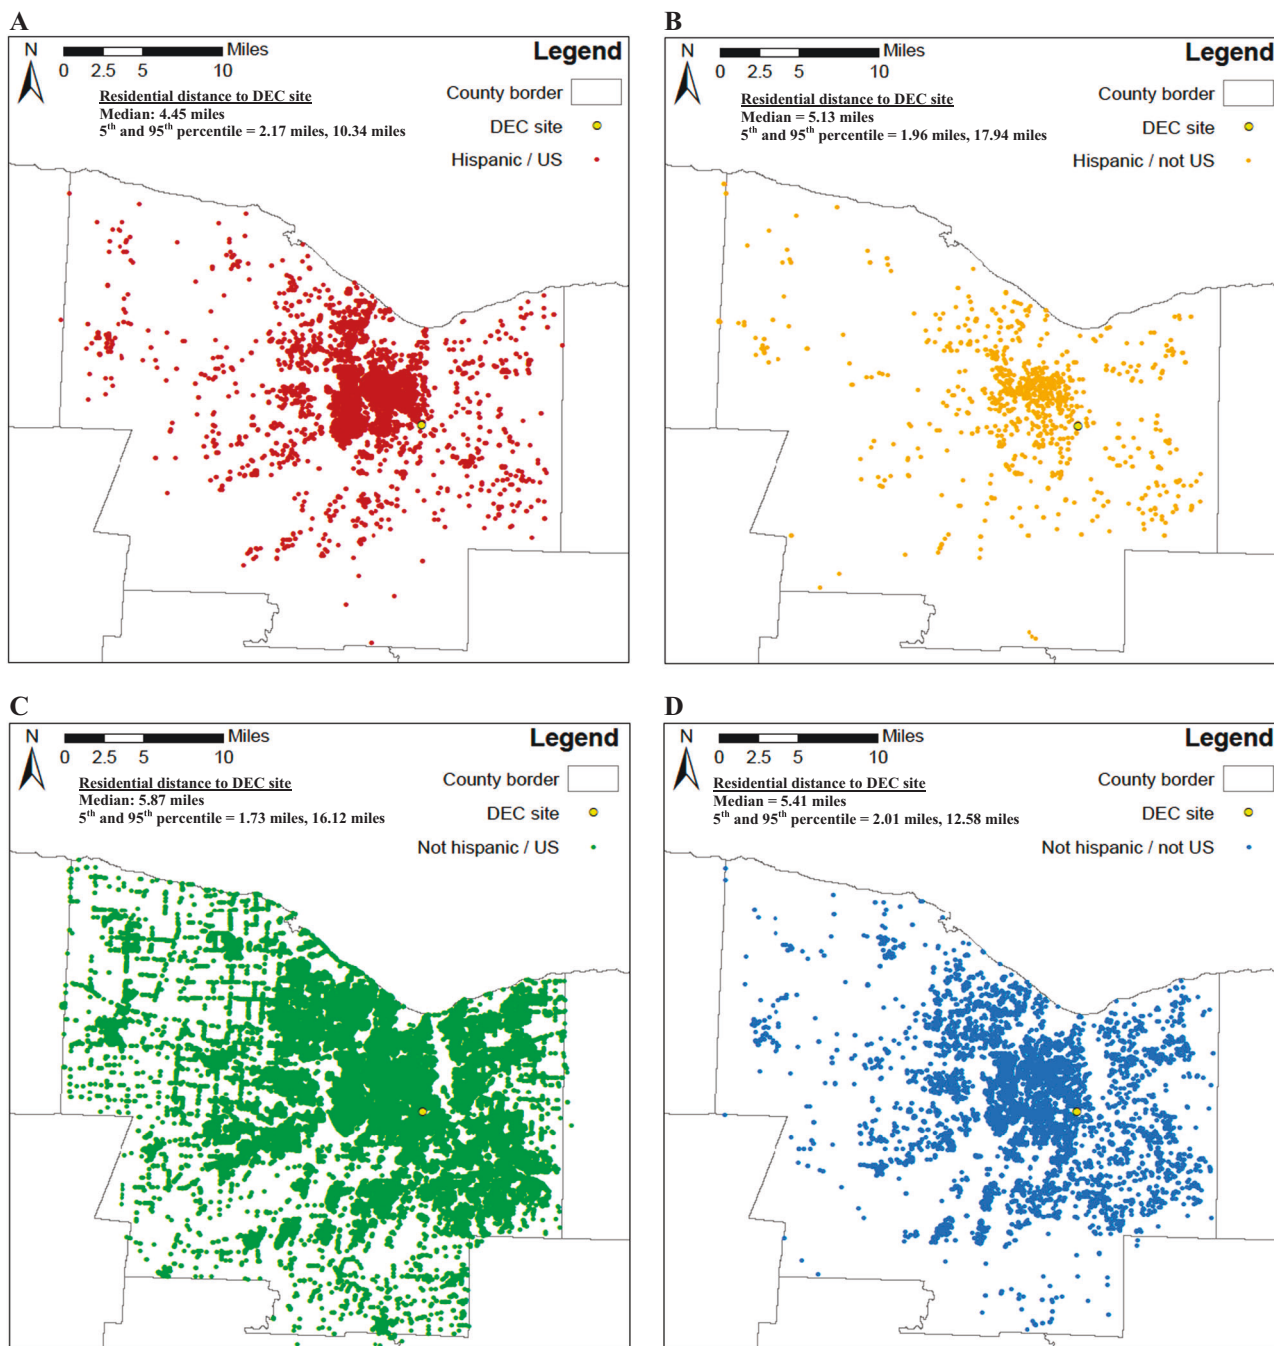 A
N
Miles
0 2.5 5 10
Legend
Residential distance to DEC site
Median: 4.45 miles
5th and 95th percentile = 2.17 miles, 10.34 miles
County border
DEC site
Hispanic / US
B
N
Miles
0 2.5 5 10
Legend
Residential distance to DEC site
Median = 5.13 miles
5th and 95th percentile = 1.96 miles, 17.94 miles
County border
DEC site
Hispanic / not US
C
N
Miles
0 2.5 5 10
Legend
Residential distance to DEC site
Median: 5.87 miles
5th and 95th percentile = 1.73 miles, 16.12 miles
County border
DEC site
Not hispanic / US
D
N
Miles
0 2.5 5 10
Legend
Residential distance to DEC site
Median = 5.41 miles
5th and 95th percentile = 2.01 miles, 12.58 miles
County border
DEC site
Not hispanic / not US